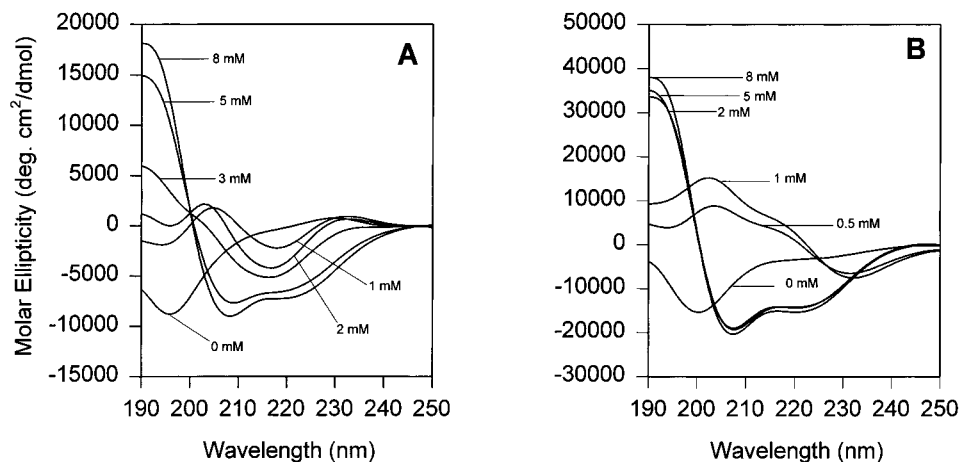 A
Molar Ellipticity (deg. cm²/dmol)
20000
15000
10000
5000
0
-5000
-10000
-15000
8 mM
5 mM
3 mM
1 mM
2 mM
0 mM
190 200 210 220 230 240 250
Wavelength (nm)
B
50000
40000
30000
20000
10000
0
-10000
-20000
-30000
8 mM
5 mM
2 mM
1 mM
0.5 mM
0 mM
190 200 210 220 230 240 250
Wavelength (nm)